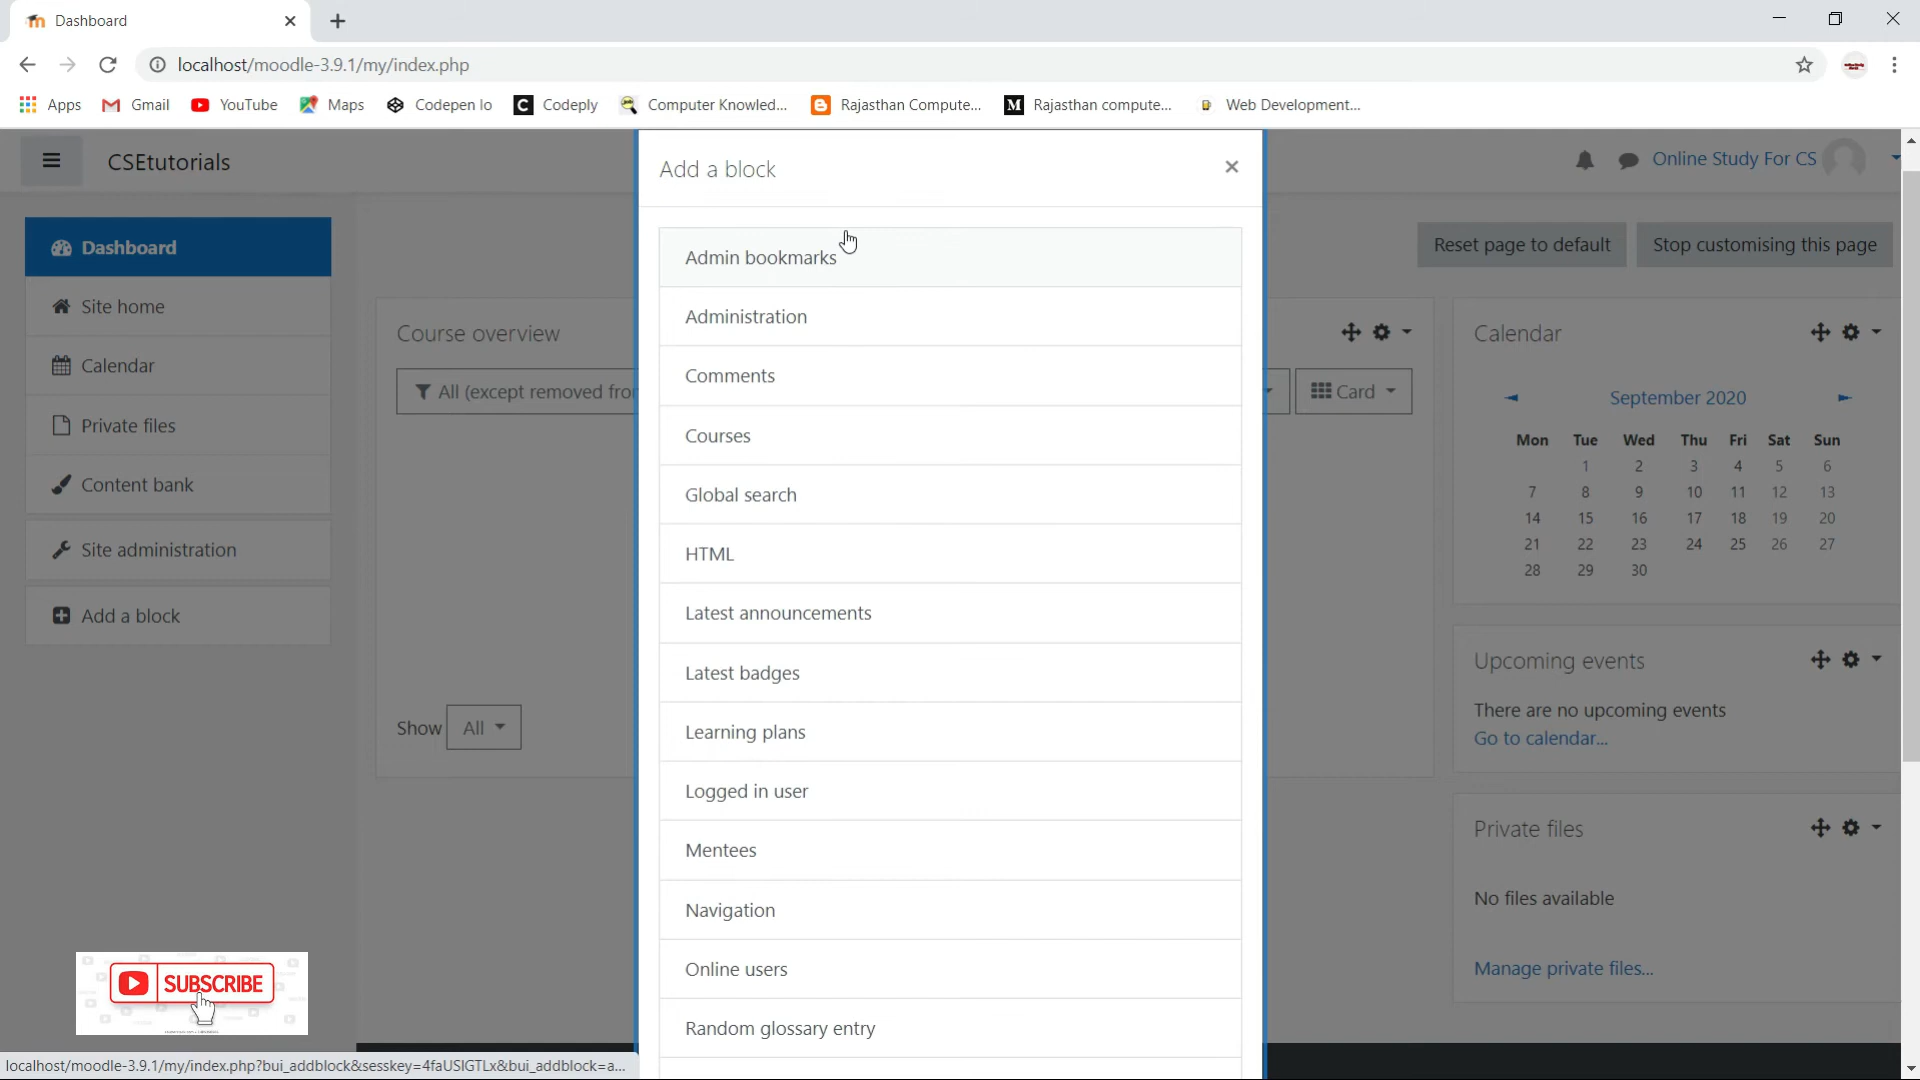 Dashboard
localhost/moodle-3.9.1/my/index.php
Apps Gmail YouTube Maps Codepen Io Codeply Computer Knowled... Rajasthan Compute... Rajasthan compute... Web Development...
CSEtutorials
Online Study For CS
Dashboard
Site home
Calendar
Private files
Content bank
Site administration
Add a block
Add a block
Admin bookmarks
Administration
Comments
Courses
Global search
HTML
Latest announcements
Latest badges
Learning plans
Logged in user
Mentees
Navigation
Online users
Random glossary entry
Reset page to default
Stop customising this page
Course overview
All (except removed fro
Card
Show All
Calendar
September 2020
Mon Tue Wed Thu Fri Sat Sun
1 2 3 4 5 6
7 8 9 10 11 12 13
14 15 16 17 18 19 20
21 22 23 24 25 26 27
28 29 30
Upcoming events
There are no upcoming events
Go to calendar...
Private files
No files available
Manage private files...
SUBSCRIBE
localhost/moodle-3.9.1/my/index.php?bui_addblock&sesskey=4faUSIGTLx&bui_addblock=a...